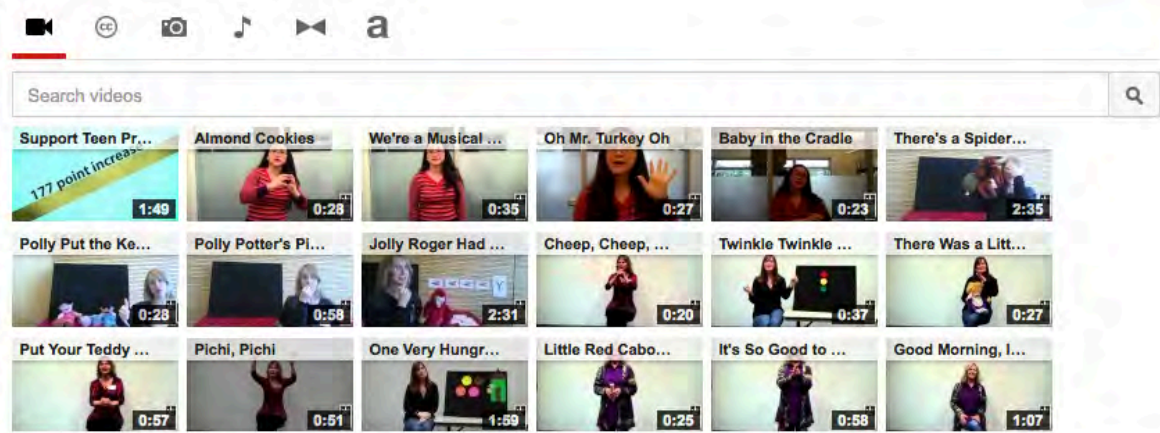 cc
a
Search videos
Support Teen Pr...
Almond Cookies
We're a Musical ...
Oh Mr. Turkey Oh
Baby in the Cradle
There's a Spider...
177 point increase
1:49
0:28
0:35
0:27
0:23
2:35
Polly Put the Ke...
Polly Potter's Pi...
Jolly Roger Had ...
Cheep, Cheep, ...
Twinkle Twinkle ...
There Was a Litt...
Y
0:28
0:58
2:31
0:20
0:37
0:27
Put Your Teddy ...
Pichi, Pichi
One Very Hungr...
Little Red Cabo...
It's So Good to ...
Good Morning, I...
0:57
0:51
1:59
0:25
0:58
1:07